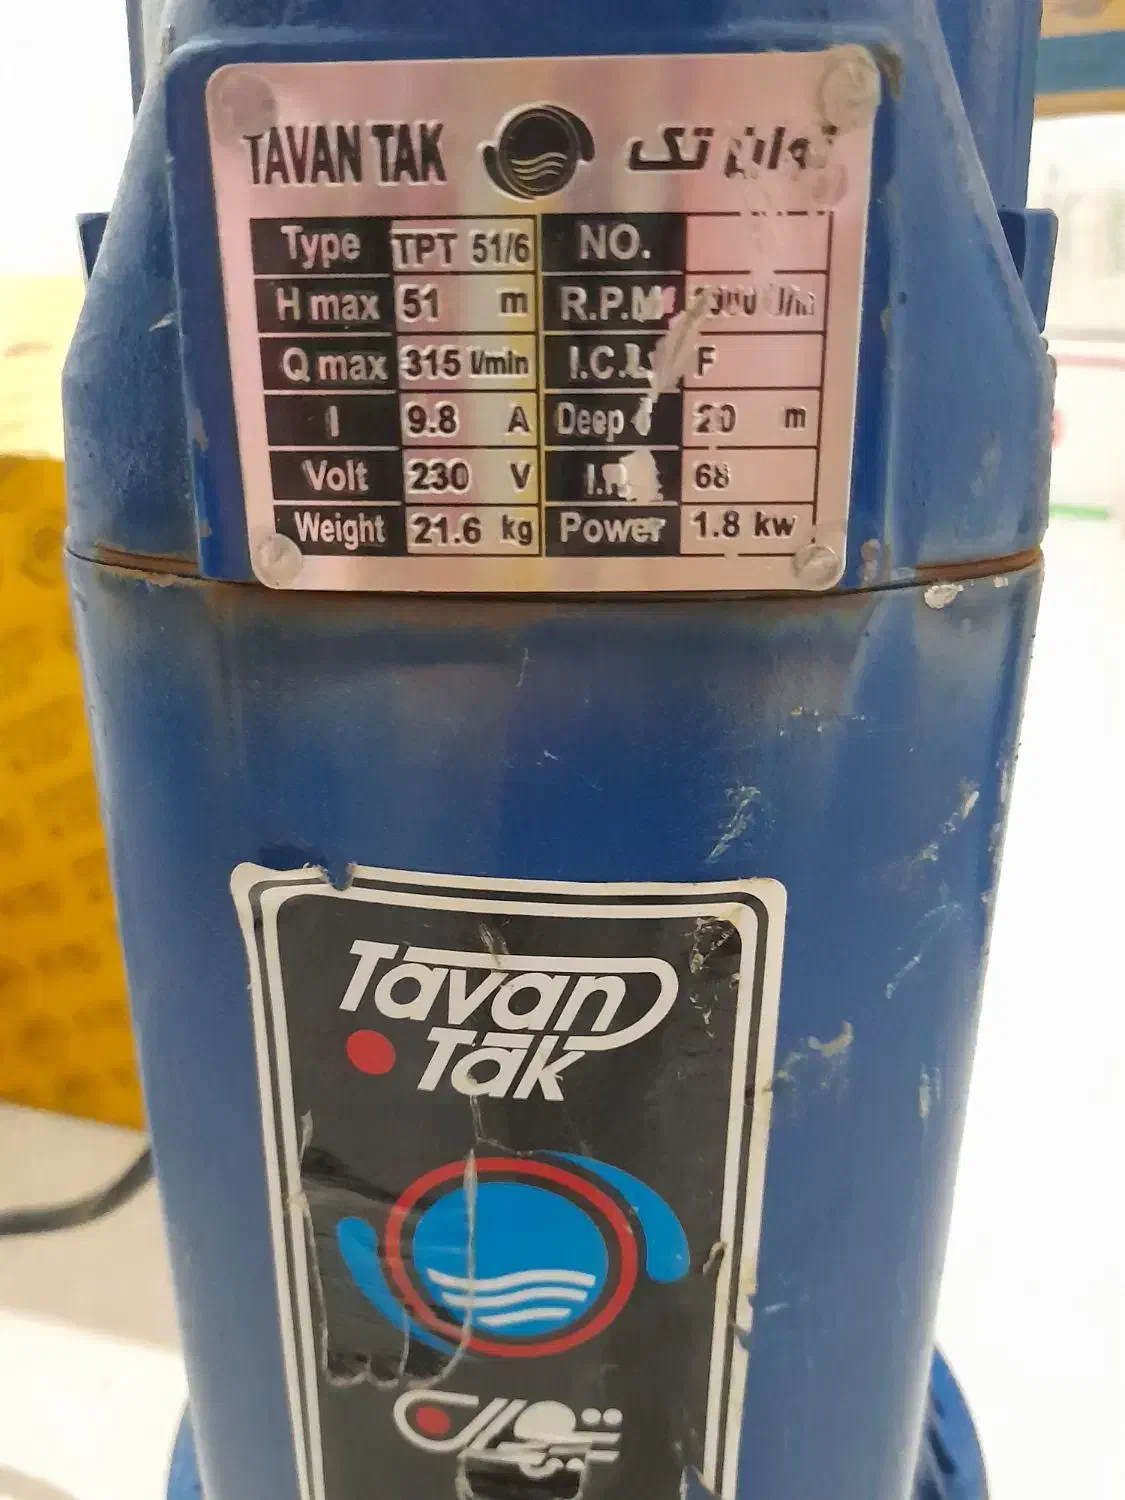 TAVAN TAK توان تک
Type TPT 51/6 NO.
H max 51 m R.P.M
Q max 315 l/min I.C.L F
I 9.8 A Deep 20 m
Volt 230 V 68
Weight 21.6 kg Power 1.8 kw
Tavan
Tak
توان